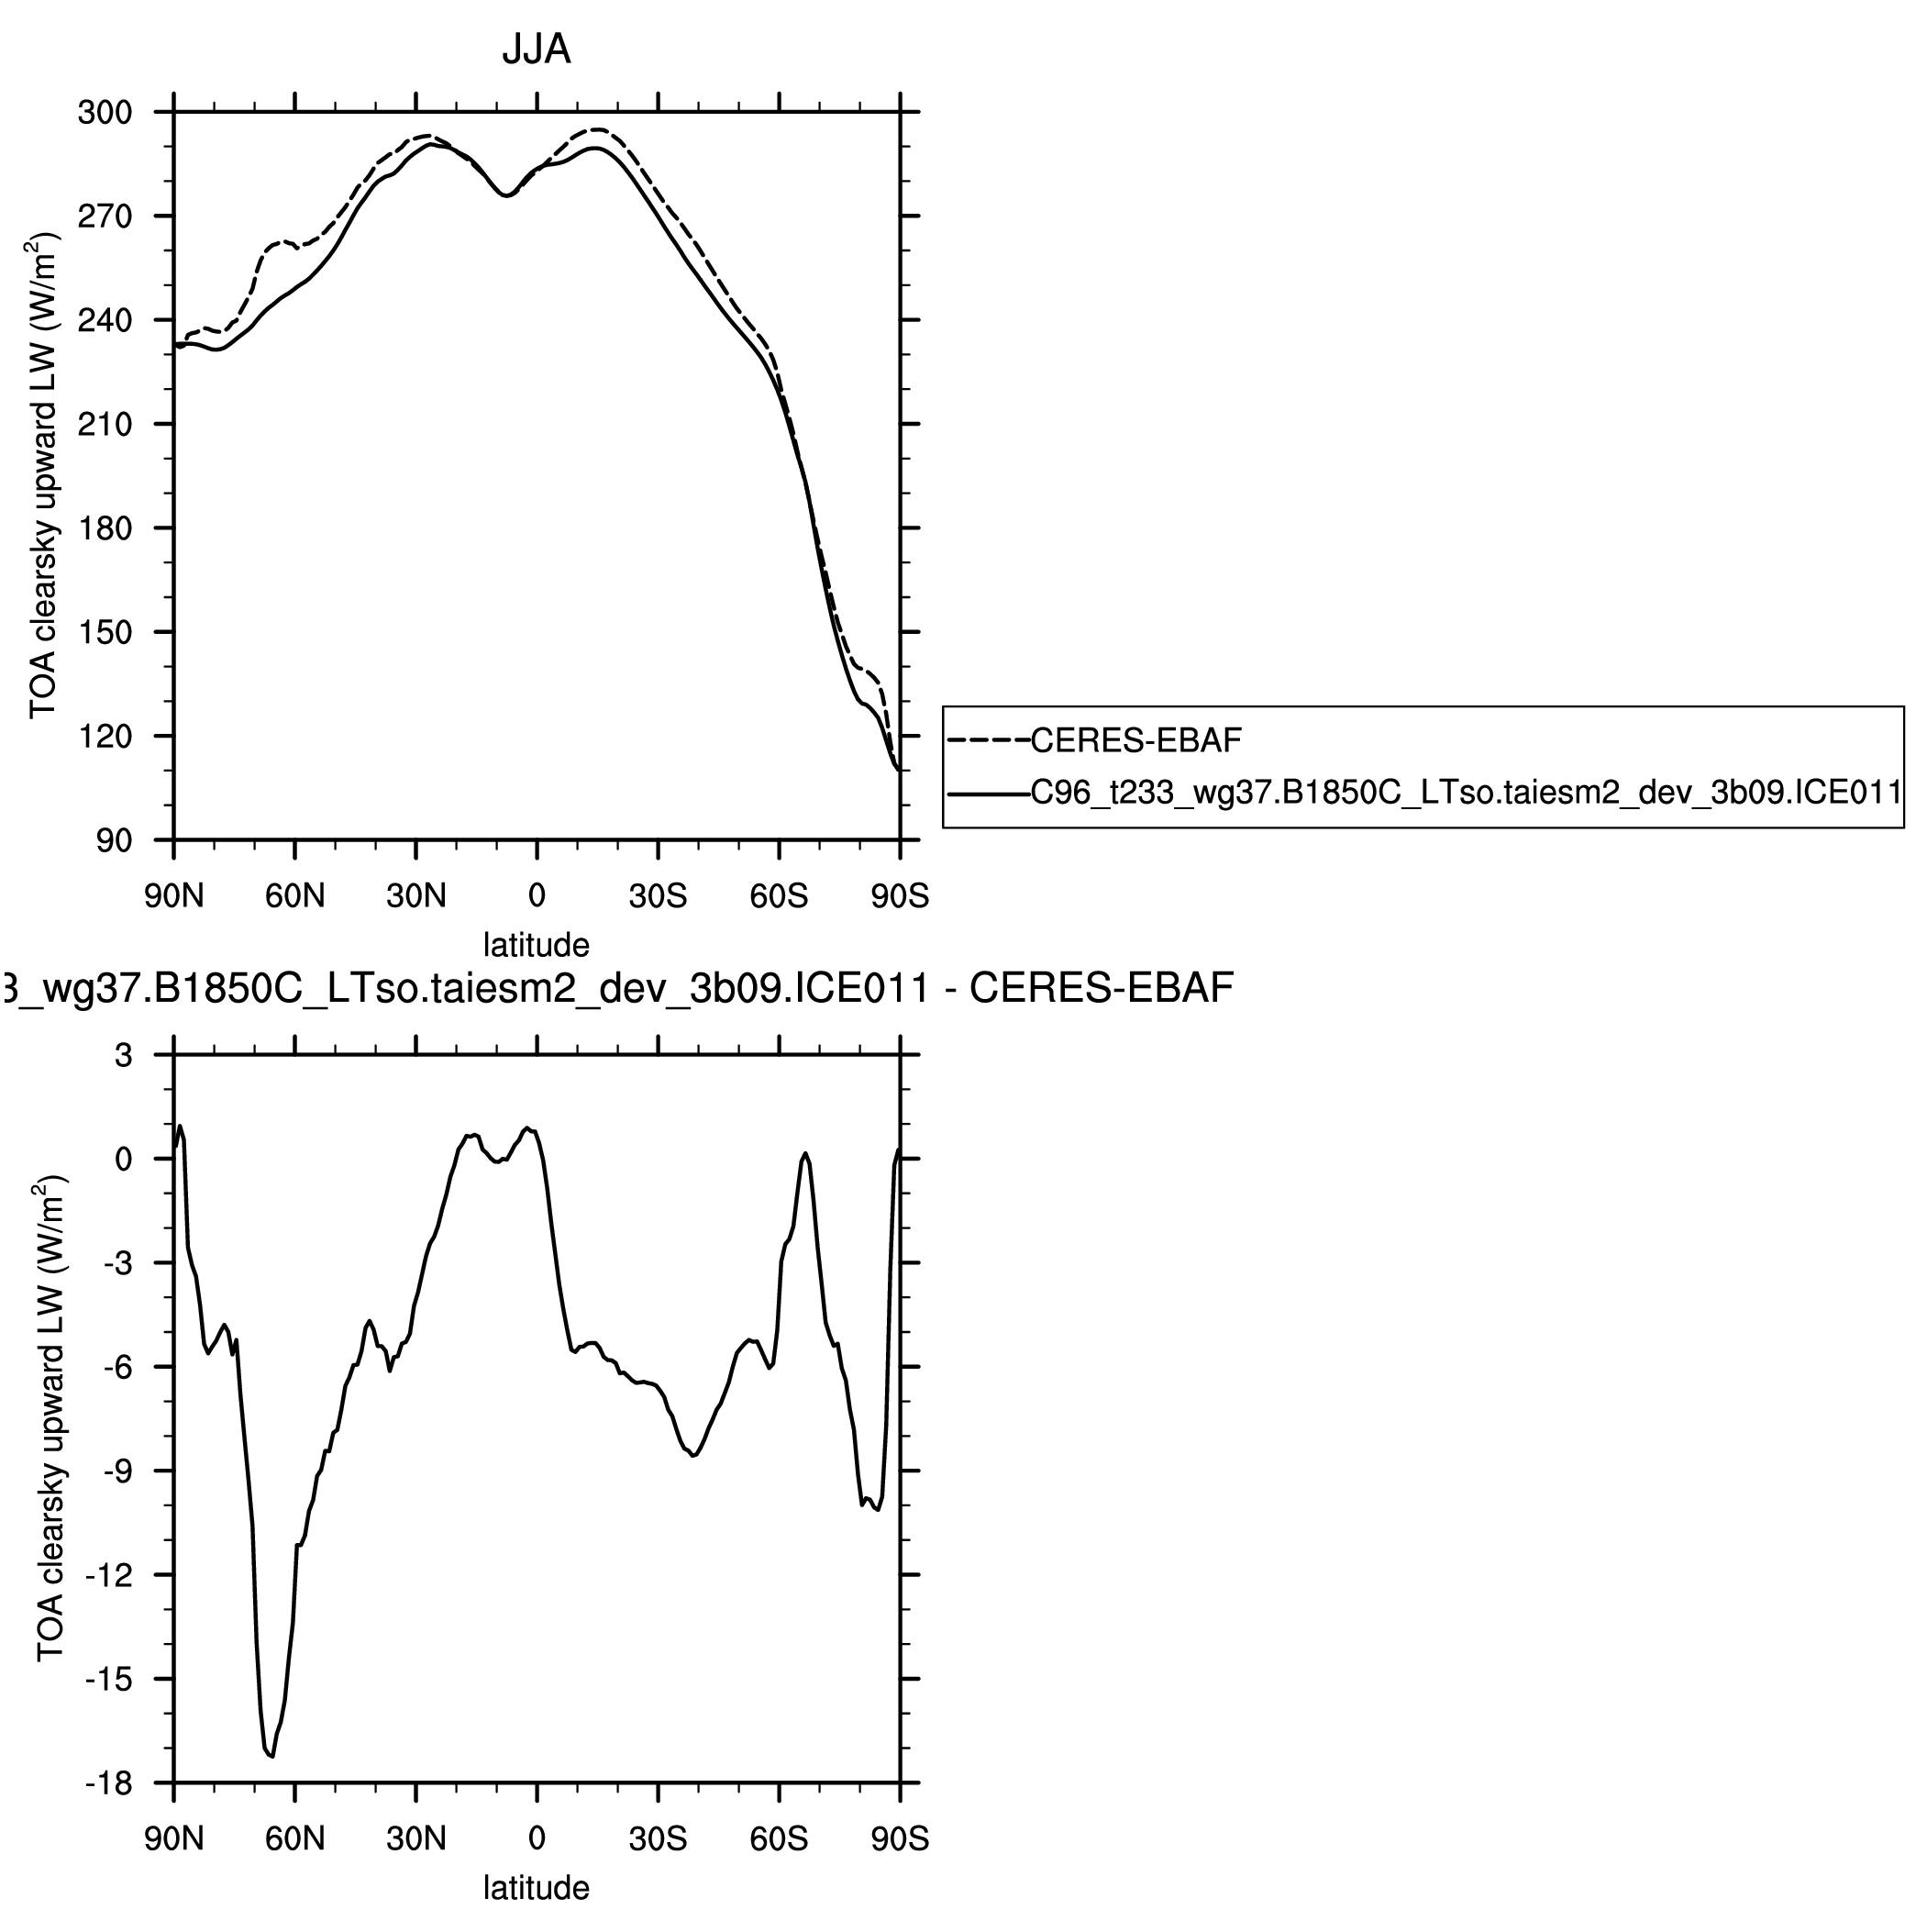 JJA
TOA clearsky upward LW (W/m²)
300
270
240
210
180
150
120
90
90N 60N 30N 0 30S 60S 90S
latitude
CERES-EBAF
C96_t233_wg37.B1850C_LTso.taiesm2_dev_3b09.ICE011
3_wg37.B1850C_LTso.taiesm2_dev_3b09.ICE011 - CERES-EBAF
TOA clearsky upward LW (W/m²)
3
0
-3
-6
-9
-12
-15
-18
90N 60N 30N 0 30S 60S 90S
latitude